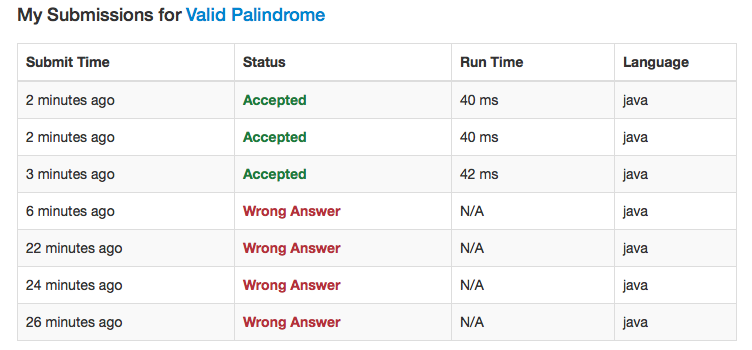 My Submissions for Valid Palindrome
Submit Time Status Run Time Language
2 minutes ago Accepted 40 ms java
2 minutes ago Accepted 40 ms java
3 minutes ago Accepted 42 ms java
6 minutes ago Wrong Answer N/A java
22 minutes ago Wrong Answer N/A java
24 minutes ago Wrong Answer N/A java
26 minutes ago Wrong Answer N/A java